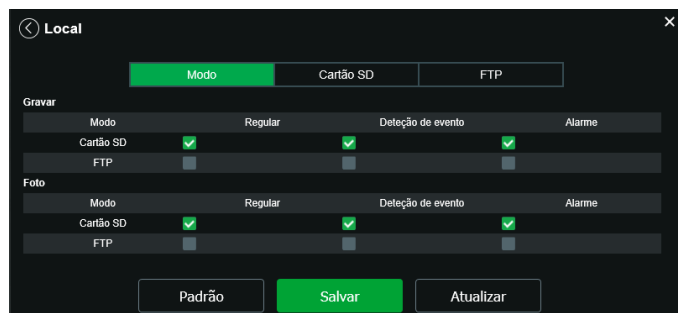 Local
Modo Cartão SD FTP
Gravar
Modo Regular Deteção de evento Alarme
Cartão SD
FTP
Foto
Modo Regular Deteção de evento Alarme
Cartão SD
FTP
Padrão Salvar Atualizar